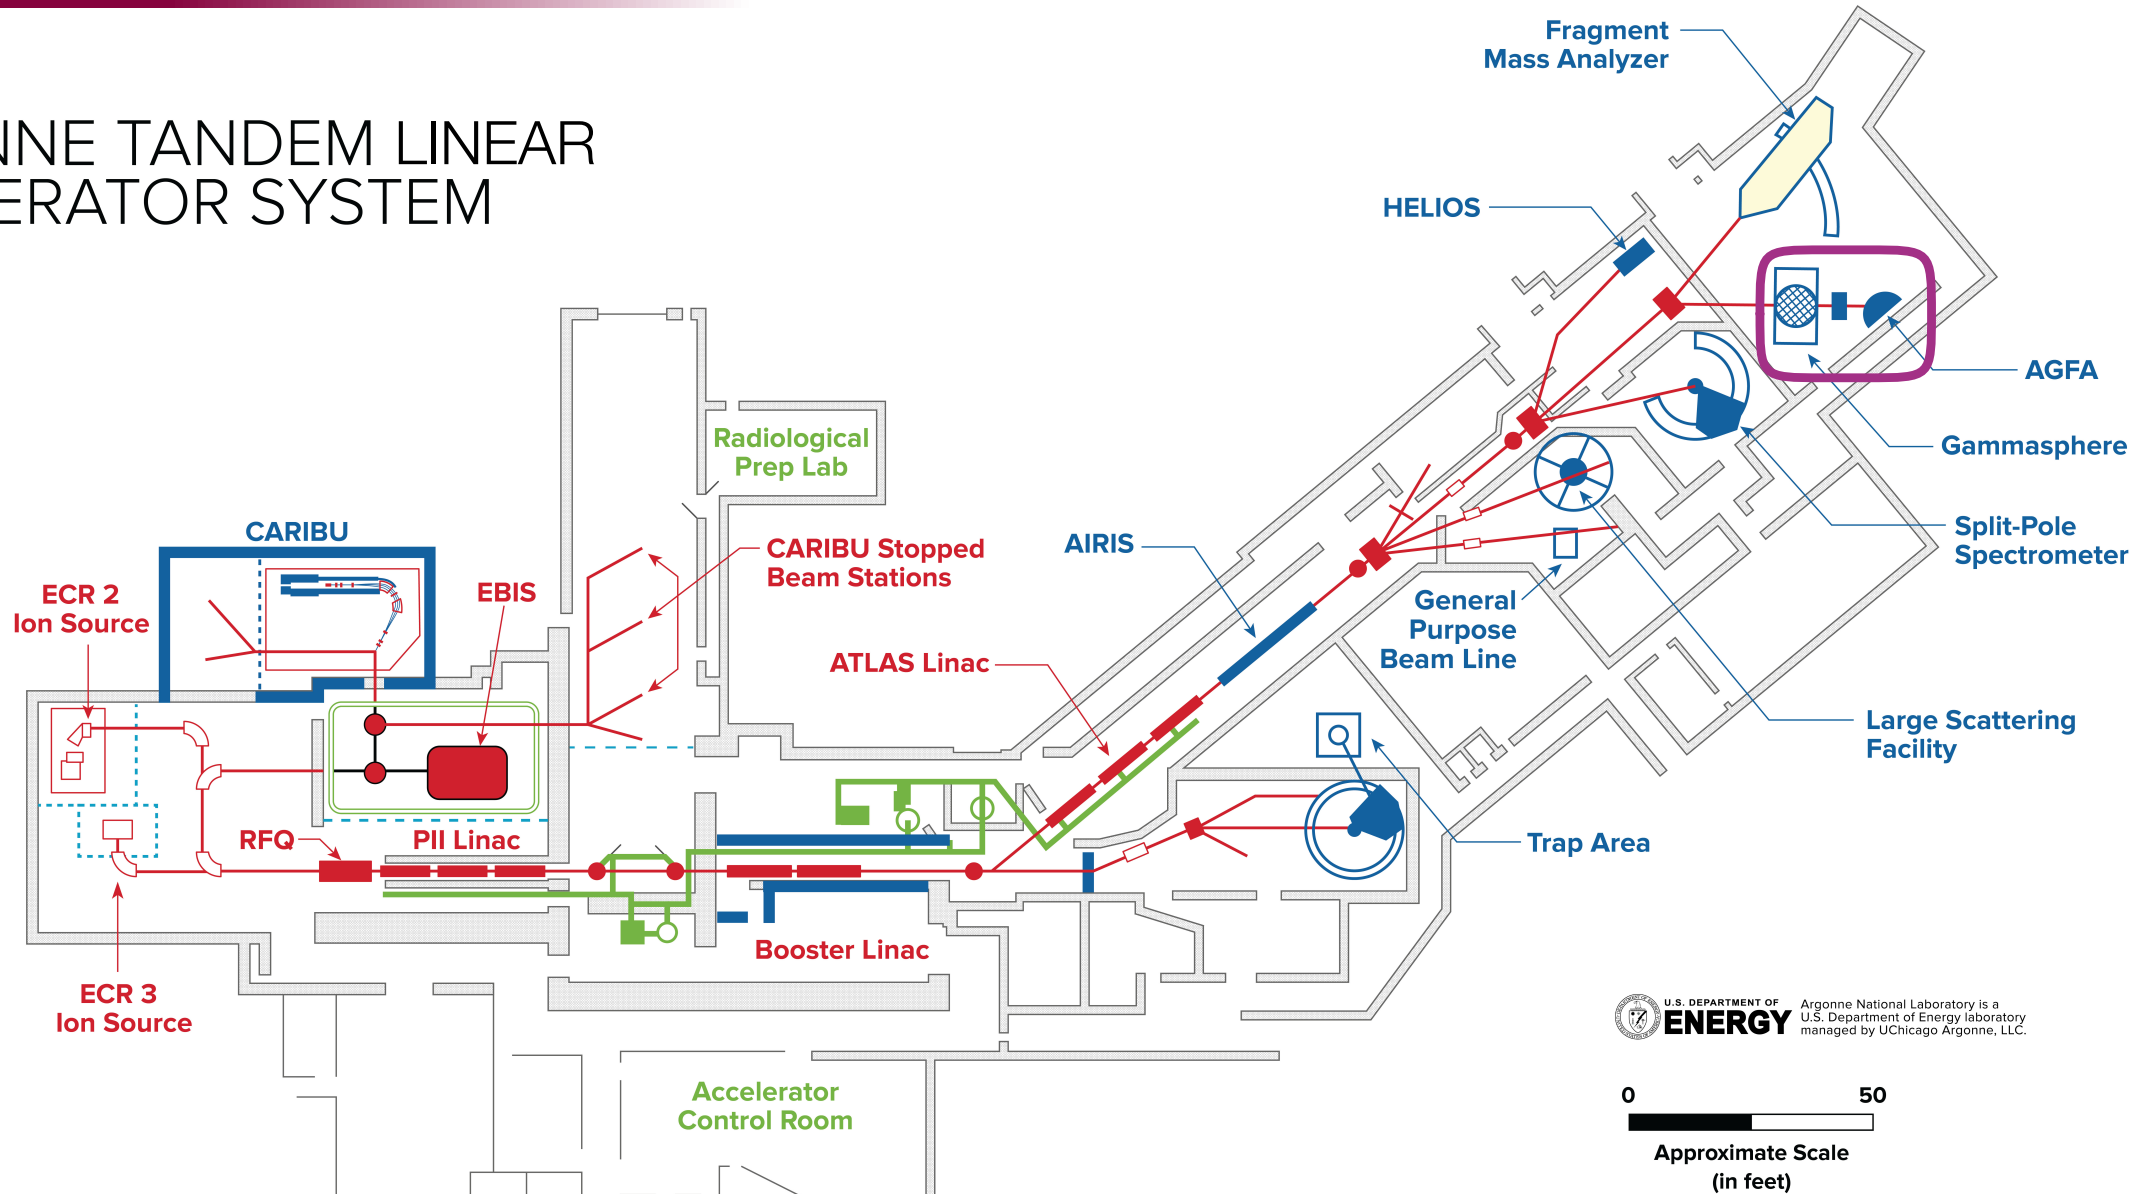 NNE TANDEM LINEAR
ERATOR SYSTEM
Fragment
Mass Analyzer
HELIOS
AGFA
Gammasphere
Split-Pole
Spectrometer
Large Scattering
Facility
General
Purpose
Beam Line
Trap Area
AIRIS
ATLAS Linac
Radiological
Prep Lab
CARIBU Stopped
Beam Stations
CARIBU
EBIS
ECR 2
Ion Source
RFQ
PII Linac
Booster Linac
ECR 3
Ion Source
Accelerator
Control Room
U.S. DEPARTMENT OF
ENERGY
Argonne National Laboratory is a
U.S. Department of Energy laboratory
managed by UChicago Argonne, LLC.
0 50
Approximate Scale
(in feet)